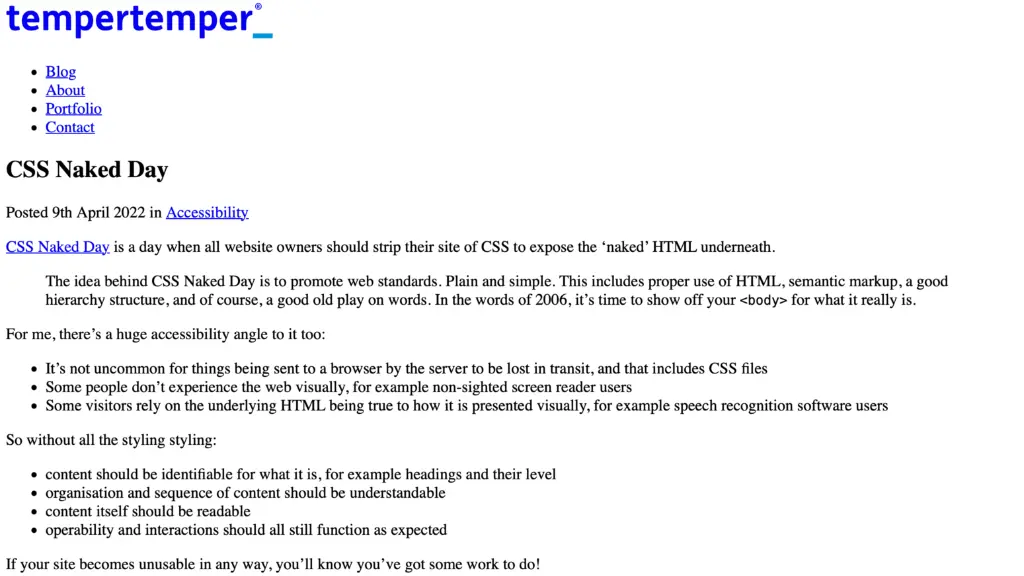 tempertemper®_
Blog
About
Portfolio
Contact
CSS Naked Day
Posted 9th April 2022 in Accessibility
CSS Naked Day is a day when all website owners should strip their site of CSS to expose the ‘naked’ HTML underneath.
The idea behind CSS Naked Day is to promote web standards. Plain and simple. This includes proper use of HTML, semantic markup, a good
hierarchy structure, and of course, a good old play on words. In the words of 2006, it’s time to show off your <body> for what it really is.
For me, there’s a huge accessibility angle to it too:
It’s not uncommon for things being sent to a browser by the server to be lost in transit, and that includes CSS files
Some people don’t experience the web visually, for example non-sighted screen reader users
Some visitors rely on the underlying HTML being true to how it is presented visually, for example speech recognition software users
So without all the styling styling:
content should be identifiable for what it is, for example headings and their level
organisation and sequence of content should be understandable
content itself should be readable
operability and interactions should all still function as expected
If your site becomes unusable in any way, you’ll know you’ve got some work to do!